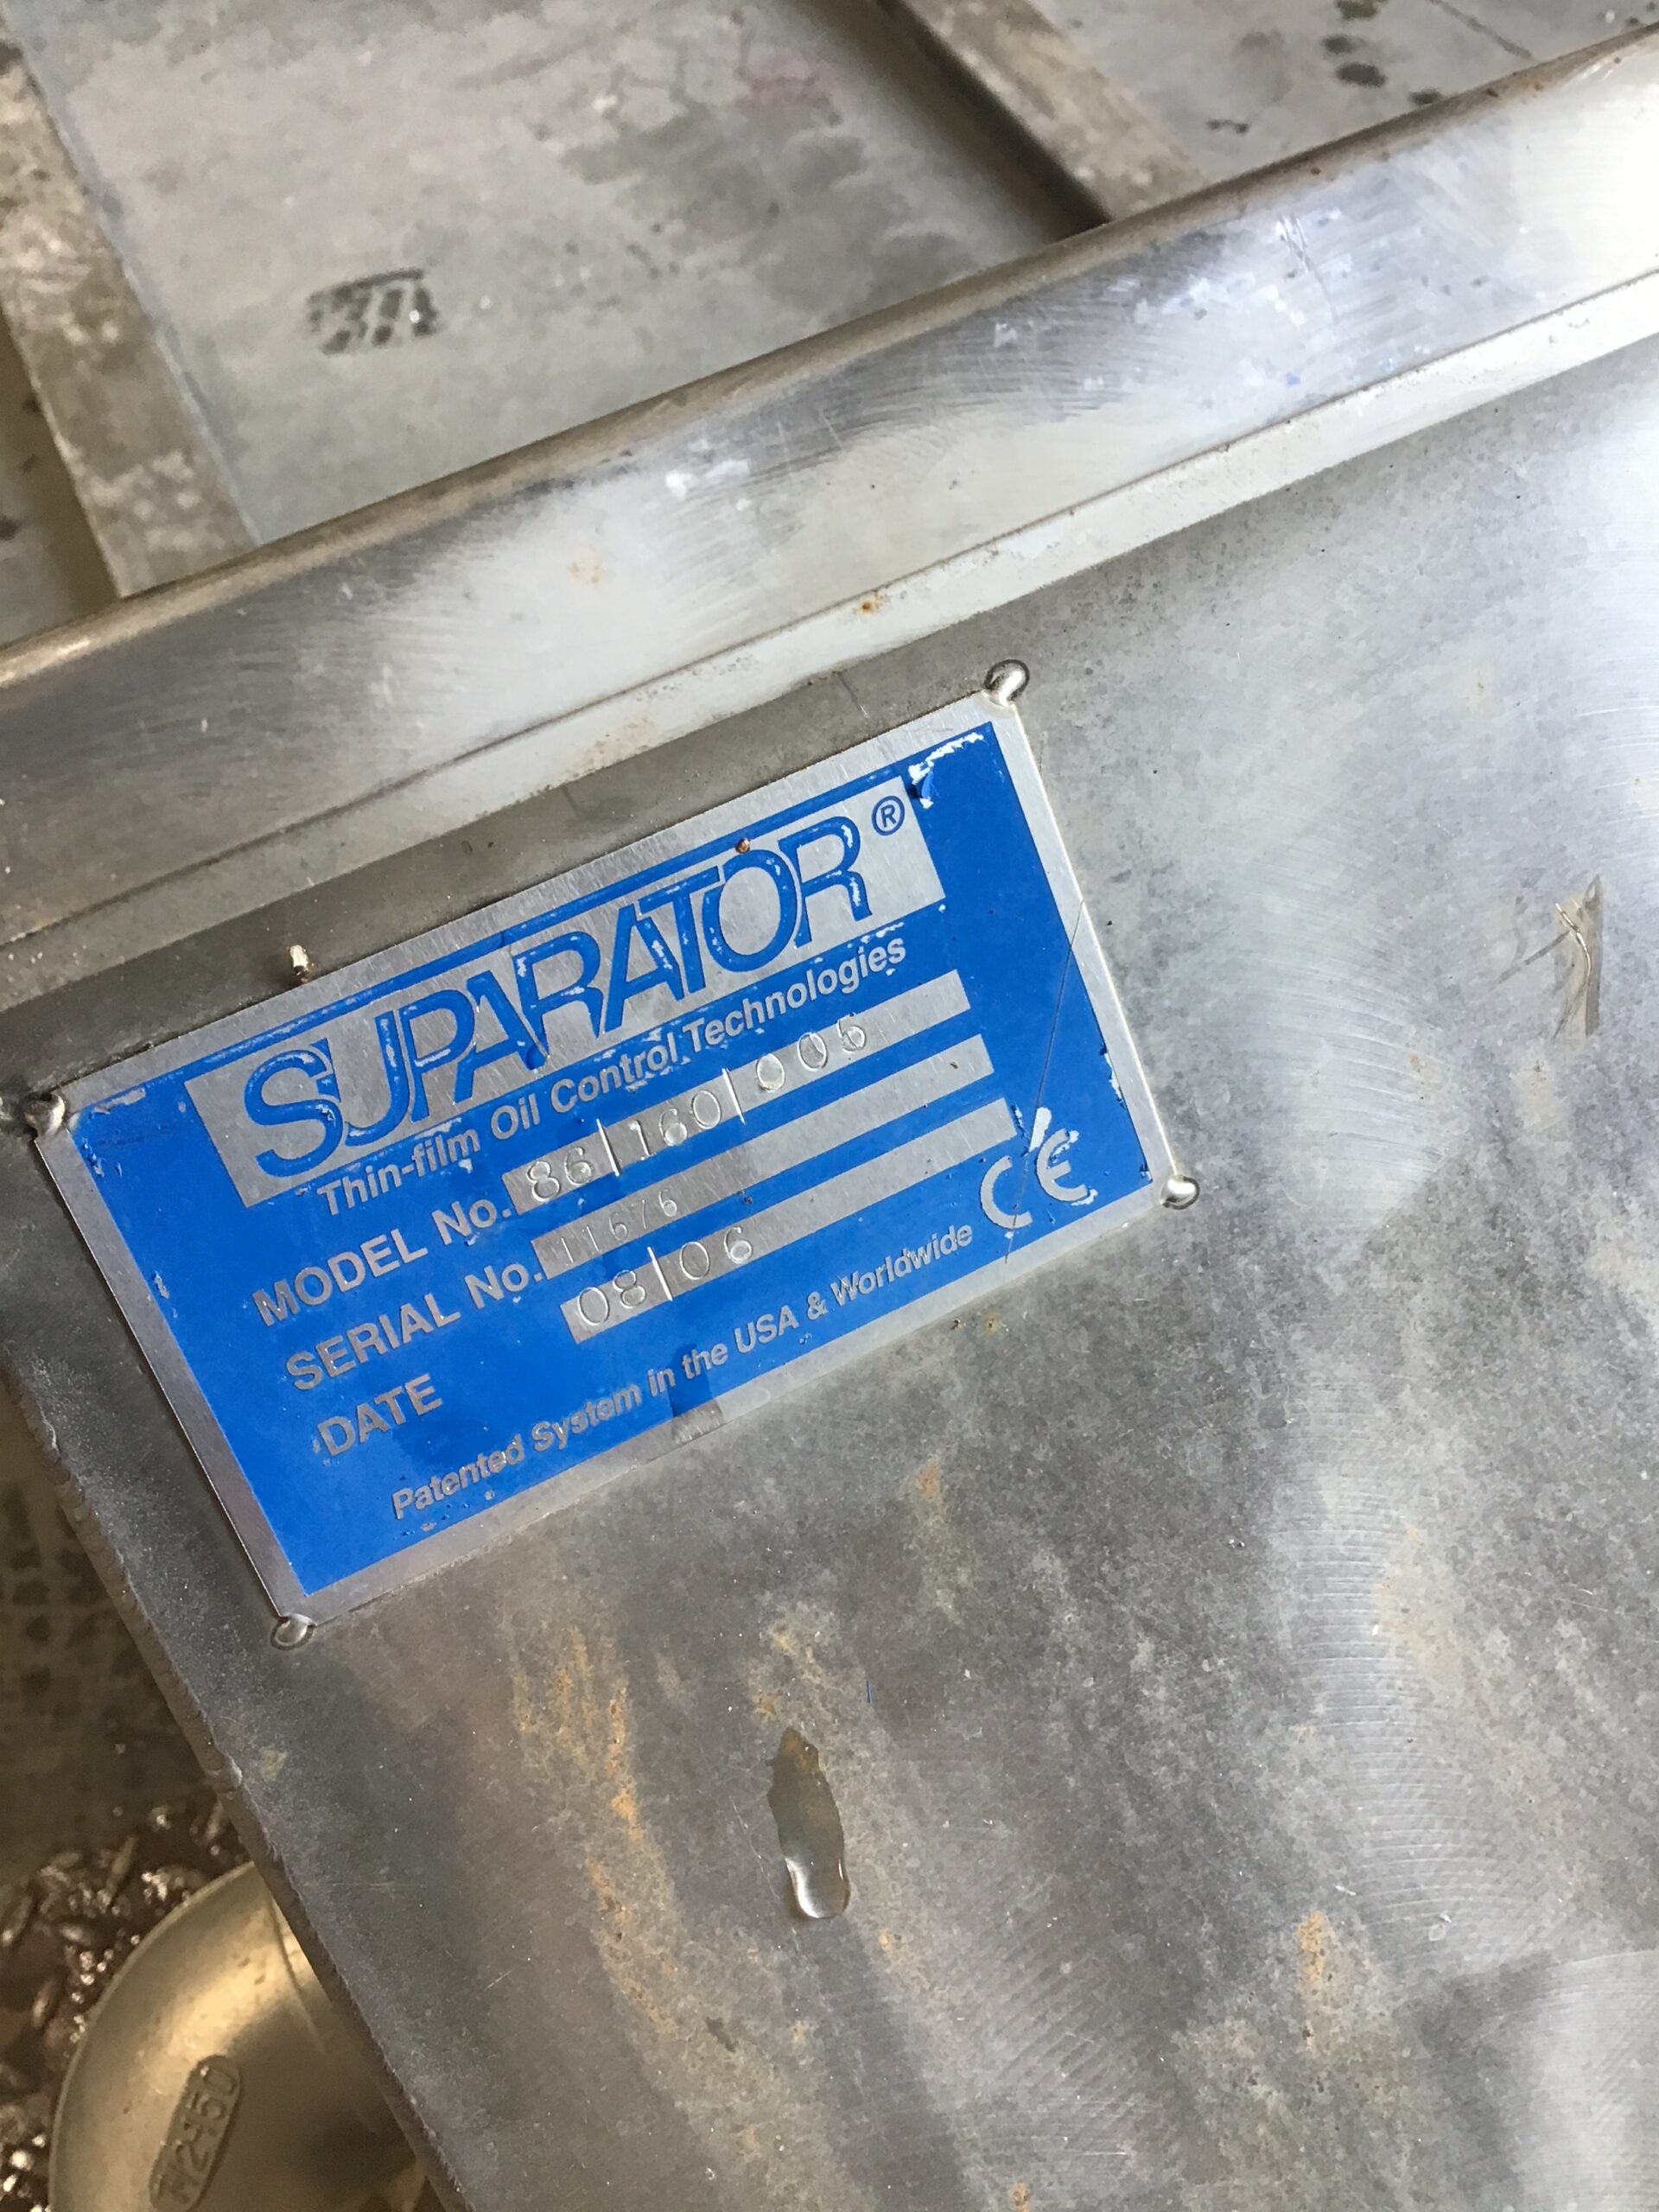 SUPARATOR®
Thin-film Oil Control Technologies
MODEL No. 86/160/005
SERIAL No. 11676
DATE 08/06
CE
Patented System in the USA & Worldwide